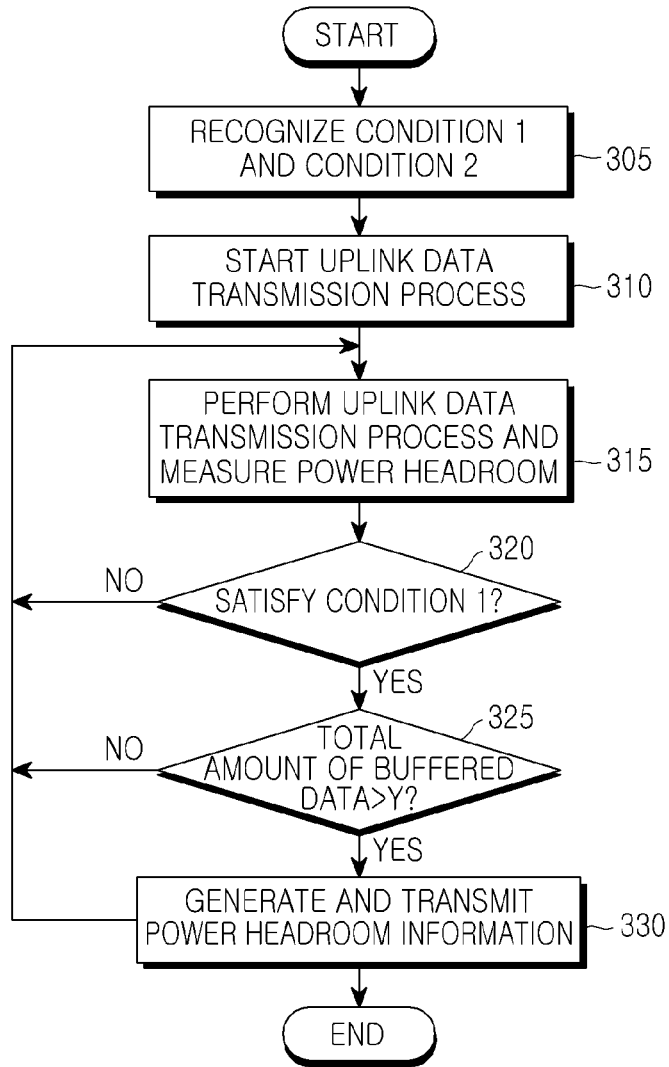 START
RECOGNIZE CONDITION 1
AND CONDITION 2
305
START UPLINK DATA
TRANSMISSION PROCESS
310
PERFORM UPLINK DATA
TRANSMISSION PROCESS AND
MEASURE POWER HEADROOM
315
320
NO
SATISFY CONDITION 1?
YES
325
NO
TOTAL
AMOUNT OF BUFFERED
DATA>Y?
YES
GENERATE AND TRANSMIT
POWER HEADROOM INFORMATION
330
END